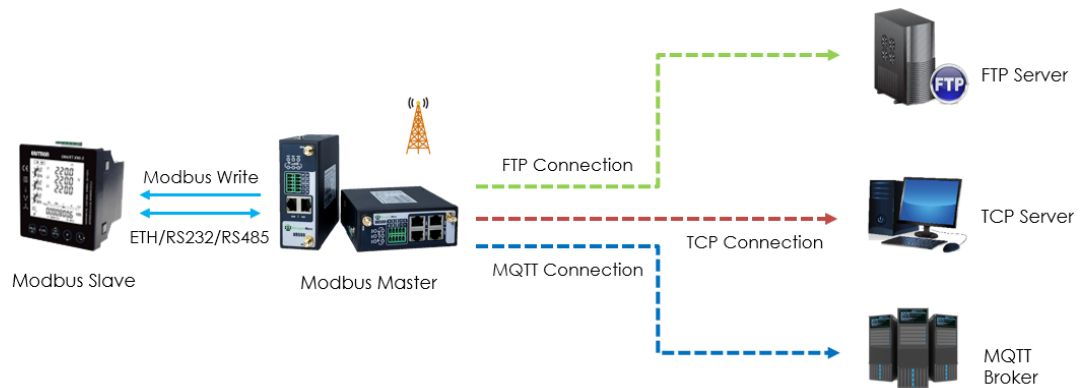 FTP
FTP Server
FTP Connection
Modbus Write
ETH/RS232/RS485
TCP Server
TCP Connection
MQTT Connection
Modbus Slave
Modbus Master
MQTT
Broker